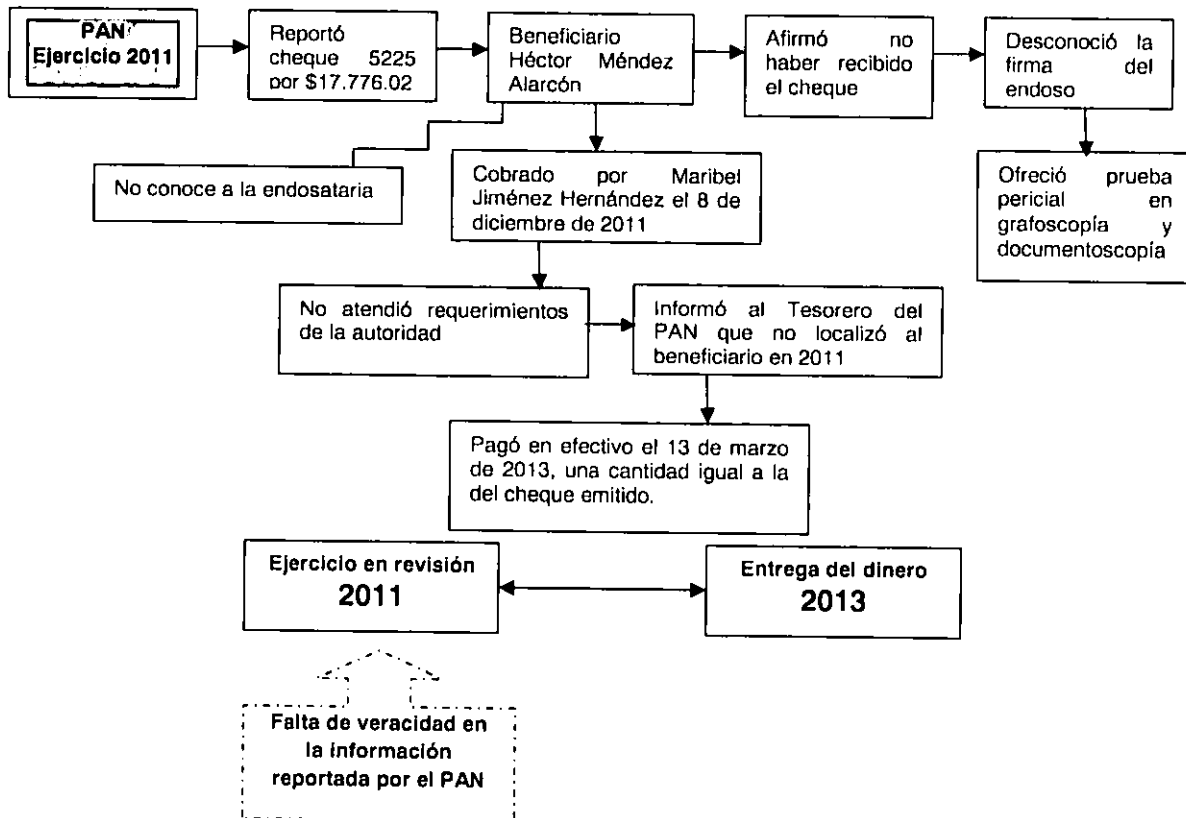 PAN
Ejercicio 2011
Reportó
cheque 5225
por $17.776.02
Beneficiario
Héctor Méndez
Alarcón
Afirmó no
haber recibido
el cheque
Desconoció la
firma del
endoso
No conoce a la endosataria
Cobrado por Maribel
Jiménez Hernández el 8 de
diciembre de 2011
Ofreció prueba
pericial en
grafoscopía y
documentoscopía
No atendió requerimientos
de la autoridad
Informó al Tesorero del
PAN que no localizó al
beneficiario en 2011
Pagó en efectivo el 13 de marzo
de 2013, una cantidad igual a la
del cheque emitido.
Ejercicio en revisión
2011
Entrega del dinero
2013
Falta de veracidad en
la información
reportada por el PAN